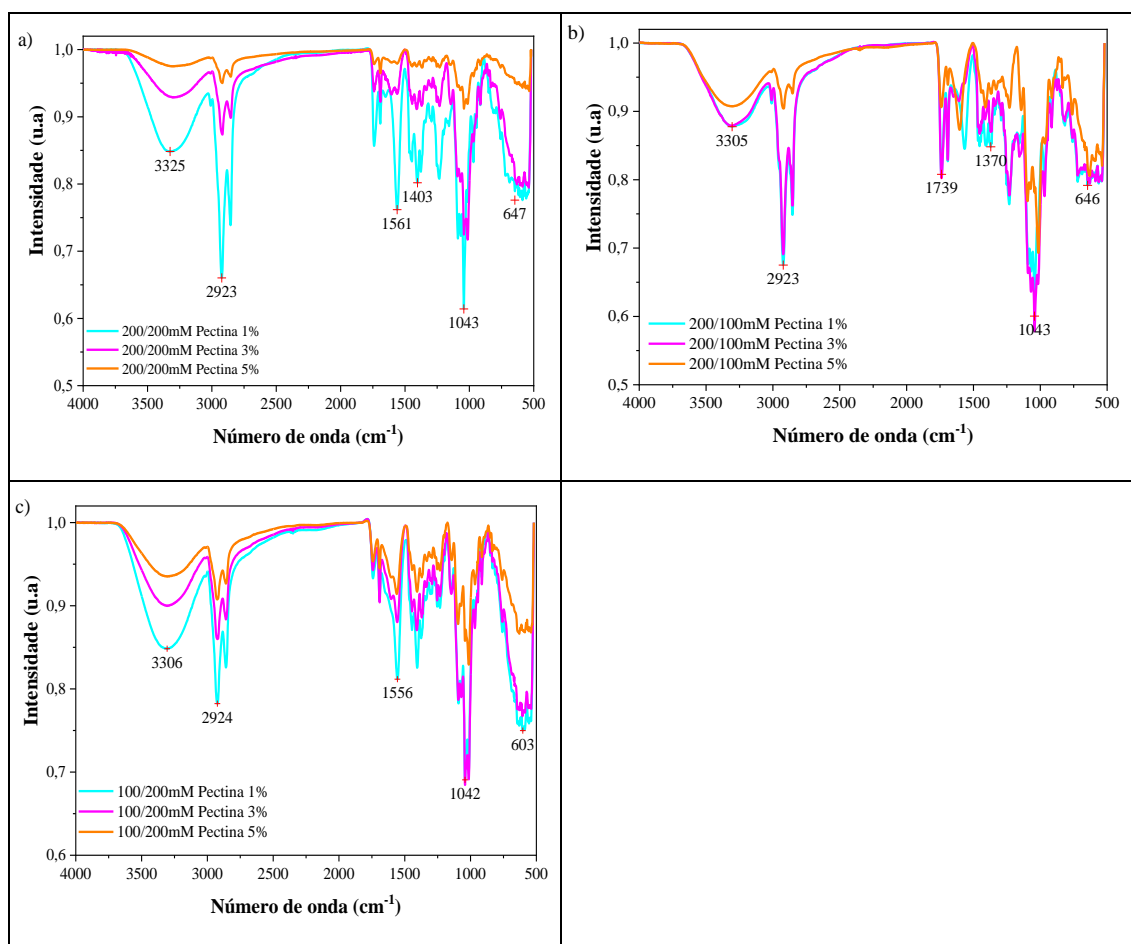 a)
Intensidade (u.a)
1,0
0,9
0,8
0,7
0,6
0,5
3325
2923
1561
1403
1043
647
200/200mM Pectina 1%
200/200mM Pectina 3%
200/200mM Pectina 5%
4000 3500 3000 2500 2000 1500 1000 500
Número de onda (cm⁻¹)
b)
Intensidade (u.a)
1,0
0,9
0,8
0,7
0,6
0,5
3305
2923
1739
1370
1043
646
200/100mM Pectina 1%
200/100mM Pectina 3%
200/100mM Pectina 5%
4000 3500 3000 2500 2000 1500 1000 500
Número de onda (cm⁻¹)
c)
Intensidade (u.a)
1,0
0,9
0,8
0,7
0,6
3306
2924
1556
1042
603
100/200mM Pectina 1%
100/200mM Pectina 3%
100/200mM Pectina 5%
4000 3500 3000 2500 2000 1500 1000 500
Número de onda (cm⁻¹)